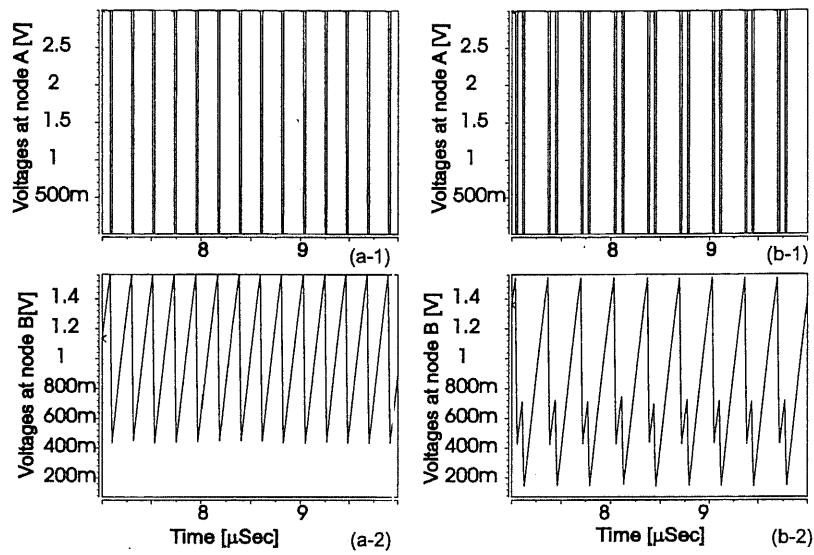 Voltages at node A [V]
2.5
2
1.5
1
500m
8
9
(a-1)
Voltages at node A [V]
2.5
2
1.5
1
500m
8
9
(b-1)
Voltages at node B[V]
1.4
1.2
1
800m
600m
400m
200m
8
9
Time [μSec]
(a-2)
Voltages at node B [V]
1.4
1.2
1
800m
600m
400m
200m
8
9
Time [μSec]
(b-2)